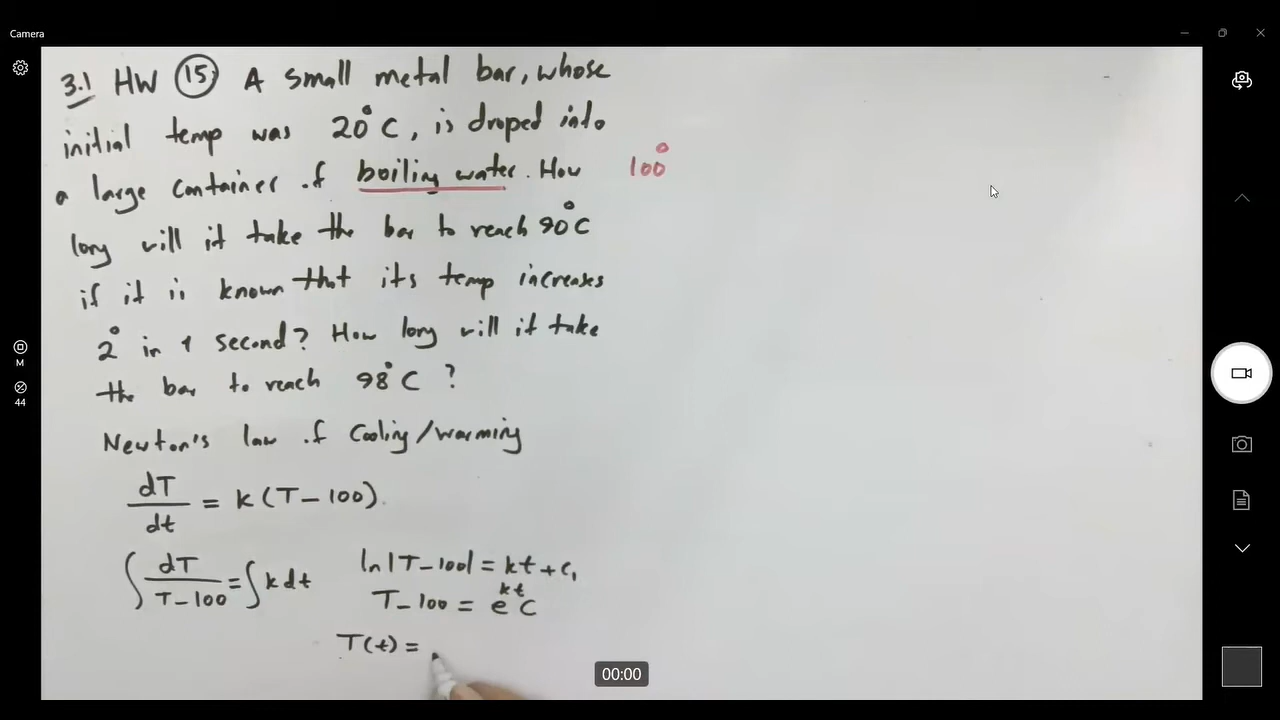 Camera
3.1 HW 15) A small metal bar, whose
initial temp was 20°C, is droped into
a large container of boiling water. How 100°
long will it take the bar to reach 90°C
if it is known that its temp increases
2° in 1 second? How long will it take
the bar to reach 98°C ?
Newton's law of Cooling/warming
dT/dt = k(T-100).
∫ dT/(T-100) = ∫ k dt
ln|T-100| = kt + c₁
T-100 = e^kt C
T(t) =
M
44
00:00